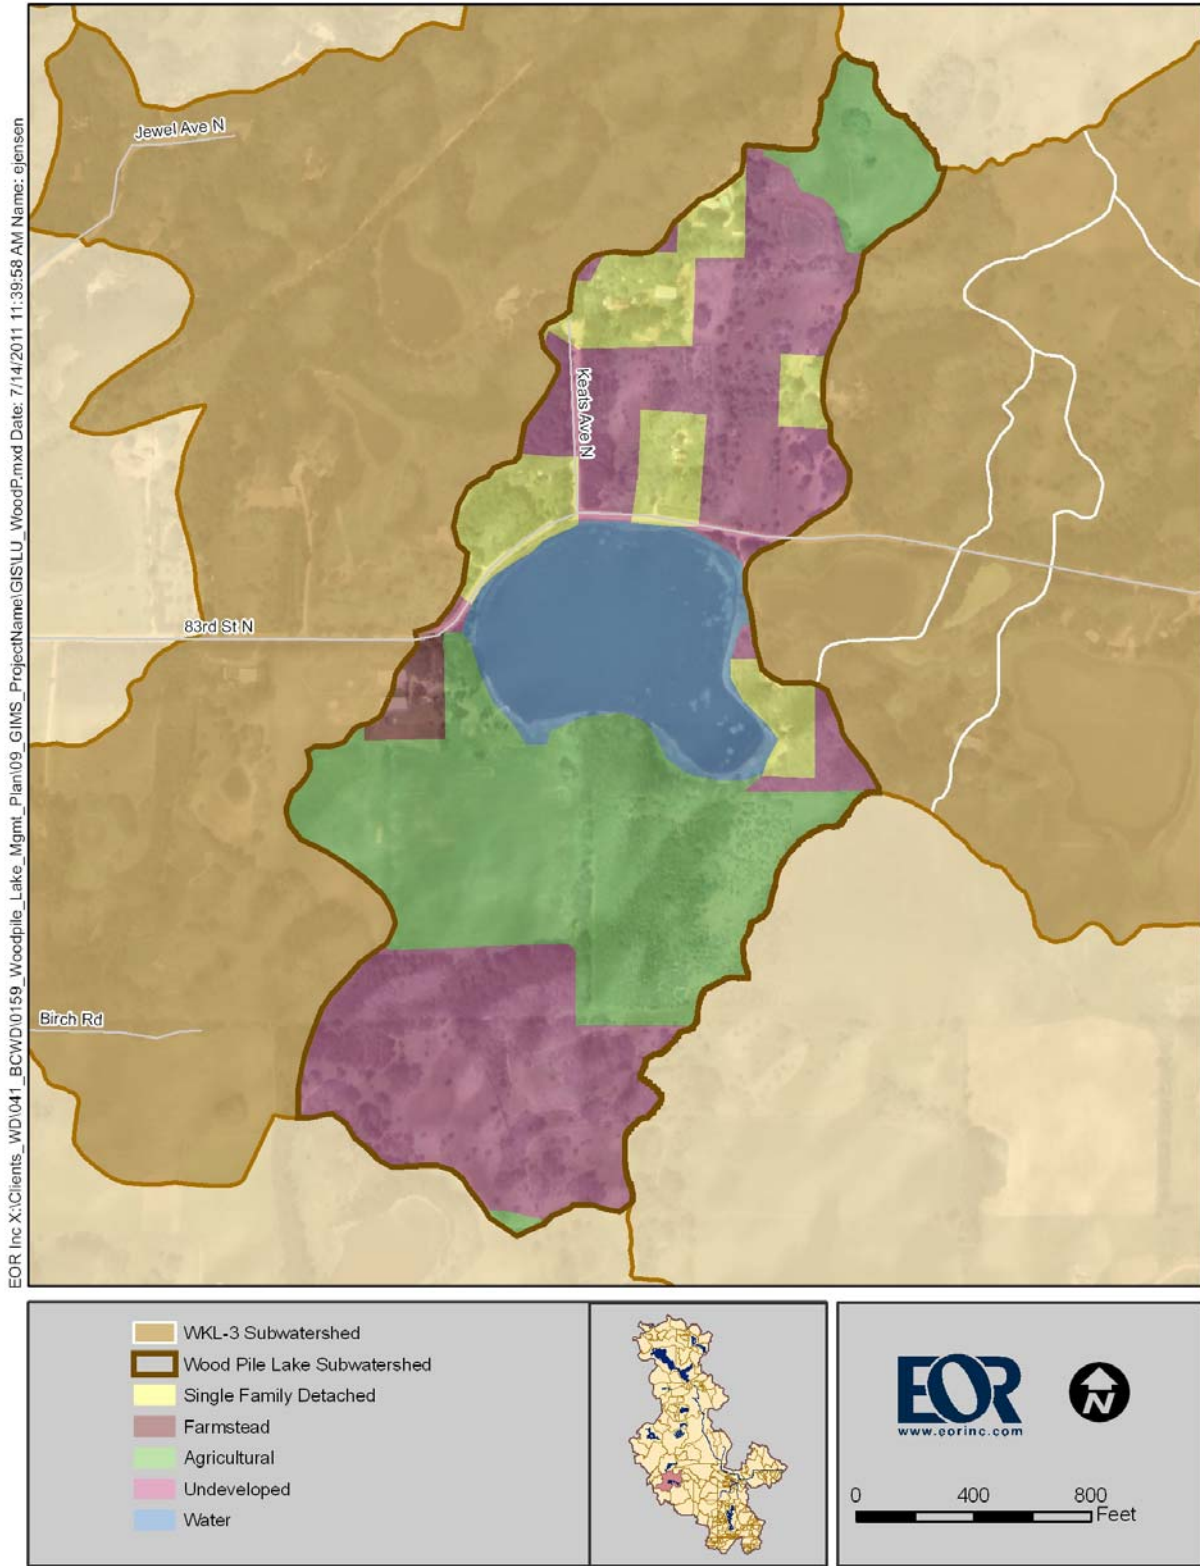 EOR Inc X:\Clients_WD\041_BCWD\0159_Woodpile_Lake_Mgmt_Plan\09_GIMS_ProjectName\GIS\LU_WoodP.mxd Date: 7/14/2011 11:39:58 AM Name: ejensen
Jewel Ave N
Keats Ave N
83rd St N
Birch Rd
WKL-3 Subwatershed
Wood Pile Lake Subwatershed
Single Family Detached
Farmstead
Agricultural
Undeveloped
Water
EOR
www.eorinc.com
N
0 400 800
Feet